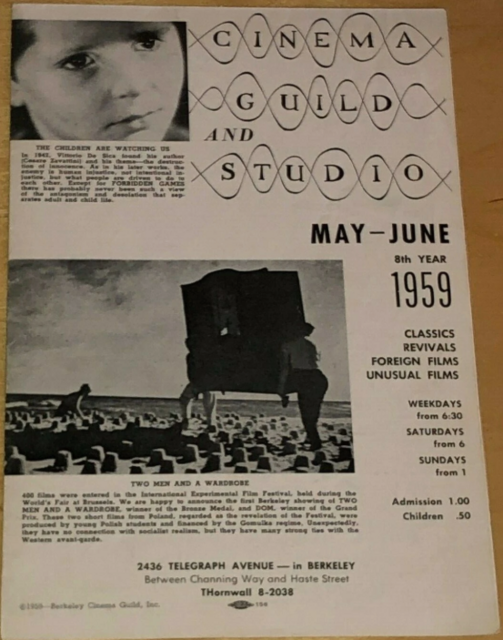 CINEMA
GUILD
AND
STUDIO
THE CHILDREN ARE WATCHING US
In 1942, Vittorio De Sica found his author
(Cesare Zavattini) and his theme—the destruc-
tion of innocence. As in his later works, the
enemy is human injustice, not intentional in-
justice, but what people are driven to do to
each other. Except for FORBIDDEN GAMES
there has probably never been such a view
of the antagonism and desolation that sep-
arates adult and child life.
MAY—JUNE
8th YEAR
1959
CLASSICS
REVIVALS
FOREIGN FILMS
UNUSUAL FILMS
WEEKDAYS
from 6:30
SATURDAYS
from 6
SUNDAYS
from 1
Admission 1.00
Children .50
TWO MEN AND A WARDROBE
400 films were entered in the International Experimental Film Festival, held during the
World's Fair at Brussels. We are happy to announce the first Berkeley showing of TWO
MEN AND A WARDROBE, winner of the Bronze Medal, and DOM, winner of the Grand
Prix. These two short films from Poland, regarded as the revelation of the Festival, were
produced by young Polish students and financed by the Gomulka regime. Unexpectedly,
they have no connection with socialist realism, but they have many strong ties with the
Western avant-garde.
2436 TELEGRAPH AVENUE — in BERKELEY
Between Channing Way and Haste Street
THornwall 8-2038
©1959—Berkeley Cinema Guild, Inc.